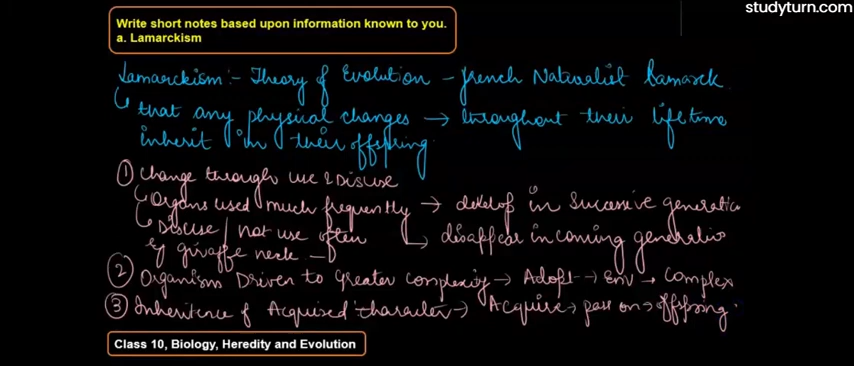 studyturn.com
Write short notes based upon information known to you.
a. Lamarckism
Lamarckism :- Theory of Evolution - french Naturalist Lamarck
that any physical changes → throughout their lifetime
inherit in their offspring
① Change through use & Disuse
Organs used much frequently → develop in successive generatio
Disuse / not use often → disappear in coming generatio
eg giraffe neck
② Organisms Driven to Greater complexity → Adopt → Env → Complex
③ Inheritence of Acquired character → Acquire → pass on → offspring.
Class 10, Biology, Heredity and Evolution